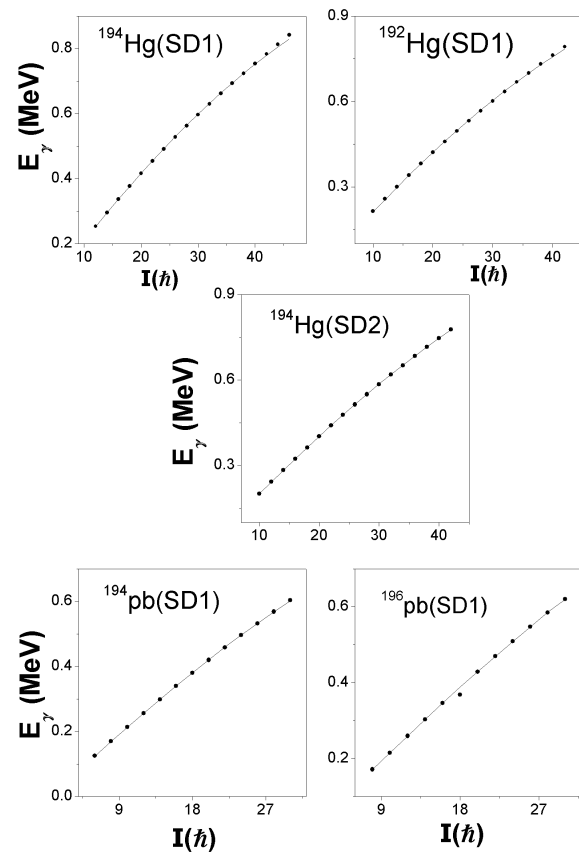 ¹⁹⁴Hg(SD1)
0.8
0.6
0.4
0.2
E_γ (MeV)
10 20 30 40
I(ℏ)
¹⁹²Hg(SD1)
0.9
0.6
0.3
10 20 30 40
I(ℏ)
¹⁹⁴Hg(SD2)
0.9
0.6
0.3
E_γ (MeV)
10 20 30 40
¹⁹⁴pb(SD1)
0.6
0.4
0.2
0.0
E_γ (MeV)
9 18 27
I(ℏ)
¹⁹⁶pb(SD1)
0.6
0.4
0.2
9 18 27
I(ℏ)